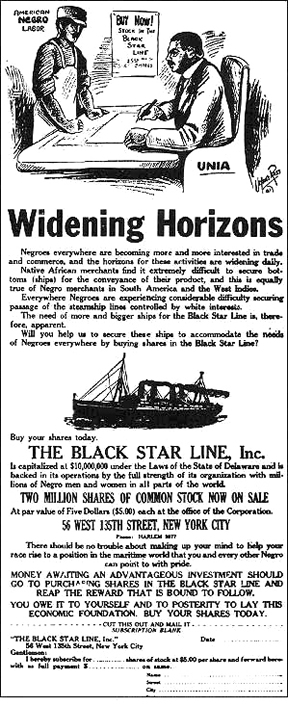 AMERICAN
NEGRO
LABOR
BUY Now!
STOCK IN THE
BLACK
STAR
LINE
UNIA
Widening Horizons
Negroes everywhere are becoming more and more interested in trade
and commerce, and the horizons for these activities are widening daily.
Native African merchants find it extremely difficult to secure bot-
toms (ships) for the conveyance of their product, and this is equally
true of Negro merchants in South America and the West Indies.
Everywhere Negroes are experiencing considerable difficulty securing
passage of the steamship lines controlled by white interests.
The need of more and bigger ships for the Black Star Line is, there-
fore, apparent.
Will you help us to secure these ships to accommodate the needs
of Negroes everywhere by buying shares in the Black Star Line?
Buy your shares today.
THE BLACK STAR LINE, Inc.
Is capitalized at $10,000,000 under the Laws of the State of Delaware and is
backed in its operations by the full strength of its organization with mil-
lions of Negro men and women in all parts of the world.
TWO MILLION SHARES OF COMMON STOCK NOW ON SALE
At par value of Five Dollars ($5.00) each at the office of the Corporation.
56 WEST 135TH STREET, NEW YORK CITY
Phone: HARLEM 2877
There should be no trouble about making up your mind to help your
race rise to a position in the maritime world that you and every other Negro
can point to with pride.
MONEY AWAITING AN ADVANTAGEOUS INVESTMENT SHOULD
GO TO PURCHASING SHARES IN THE BLACK STAR LINE AND
REAP THE REWARD THAT IS BOUND TO FOLLOW.
YOU OWE IT TO YOURSELF AND TO POSTERITY TO LAY THIS
ECONOMIC FOUNDATION. BUY YOUR SHARES TODAY.
CUT THIS OUT AND MAIL IT
SUBSCRIPTION BLANK
"THE BLACK STAR LINE, Inc." Date
56 West 135th Street, New York City
Gentlemen:
I hereby subscribe for shares of stock at $5.00 per share and forward here-
with as full payment $ on same.
Name
Street
City